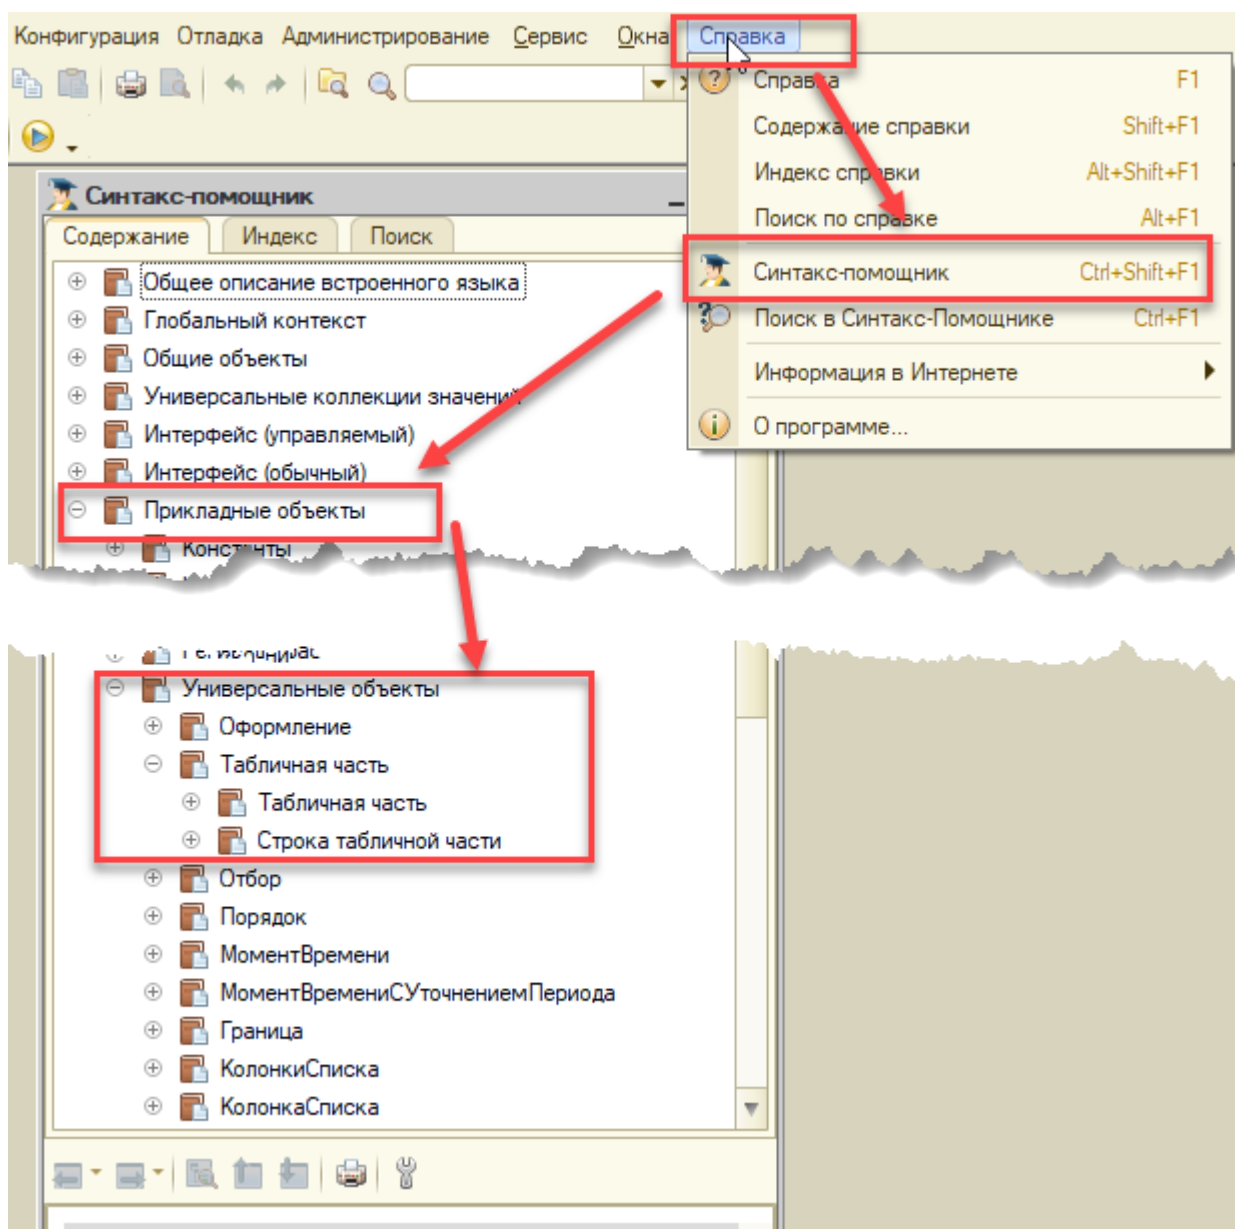 Конфигурация Отладка Администрирование Сервис Окна Справка
Справка F1
Содержание справки Shift+F1
Индекс справки Alt+Shift+F1
Поиск по справке Alt+F1
Синтакс-помощник Ctrl+Shift+F1
Поиск в Синтакс-Помощнике Ctrl+F1
Информация в Интернете
О программе...
Синтакс-помощник
Содержание Индекс Поиск
Общее описание встроенного языка
Глобальный контекст
Общие объекты
Универсальные коллекции значений
Интерфейс (управляемый)
Интерфейс (обычный)
Прикладные объекты
Константы
Универсальные объекты
Оформление
Табличная часть
Табличная часть
Строка табличной части
Отбор
Порядок
МоментВремени
МоментВремениСУточнениемПериода
Граница
КолонкиСписка
КолонкаСписка